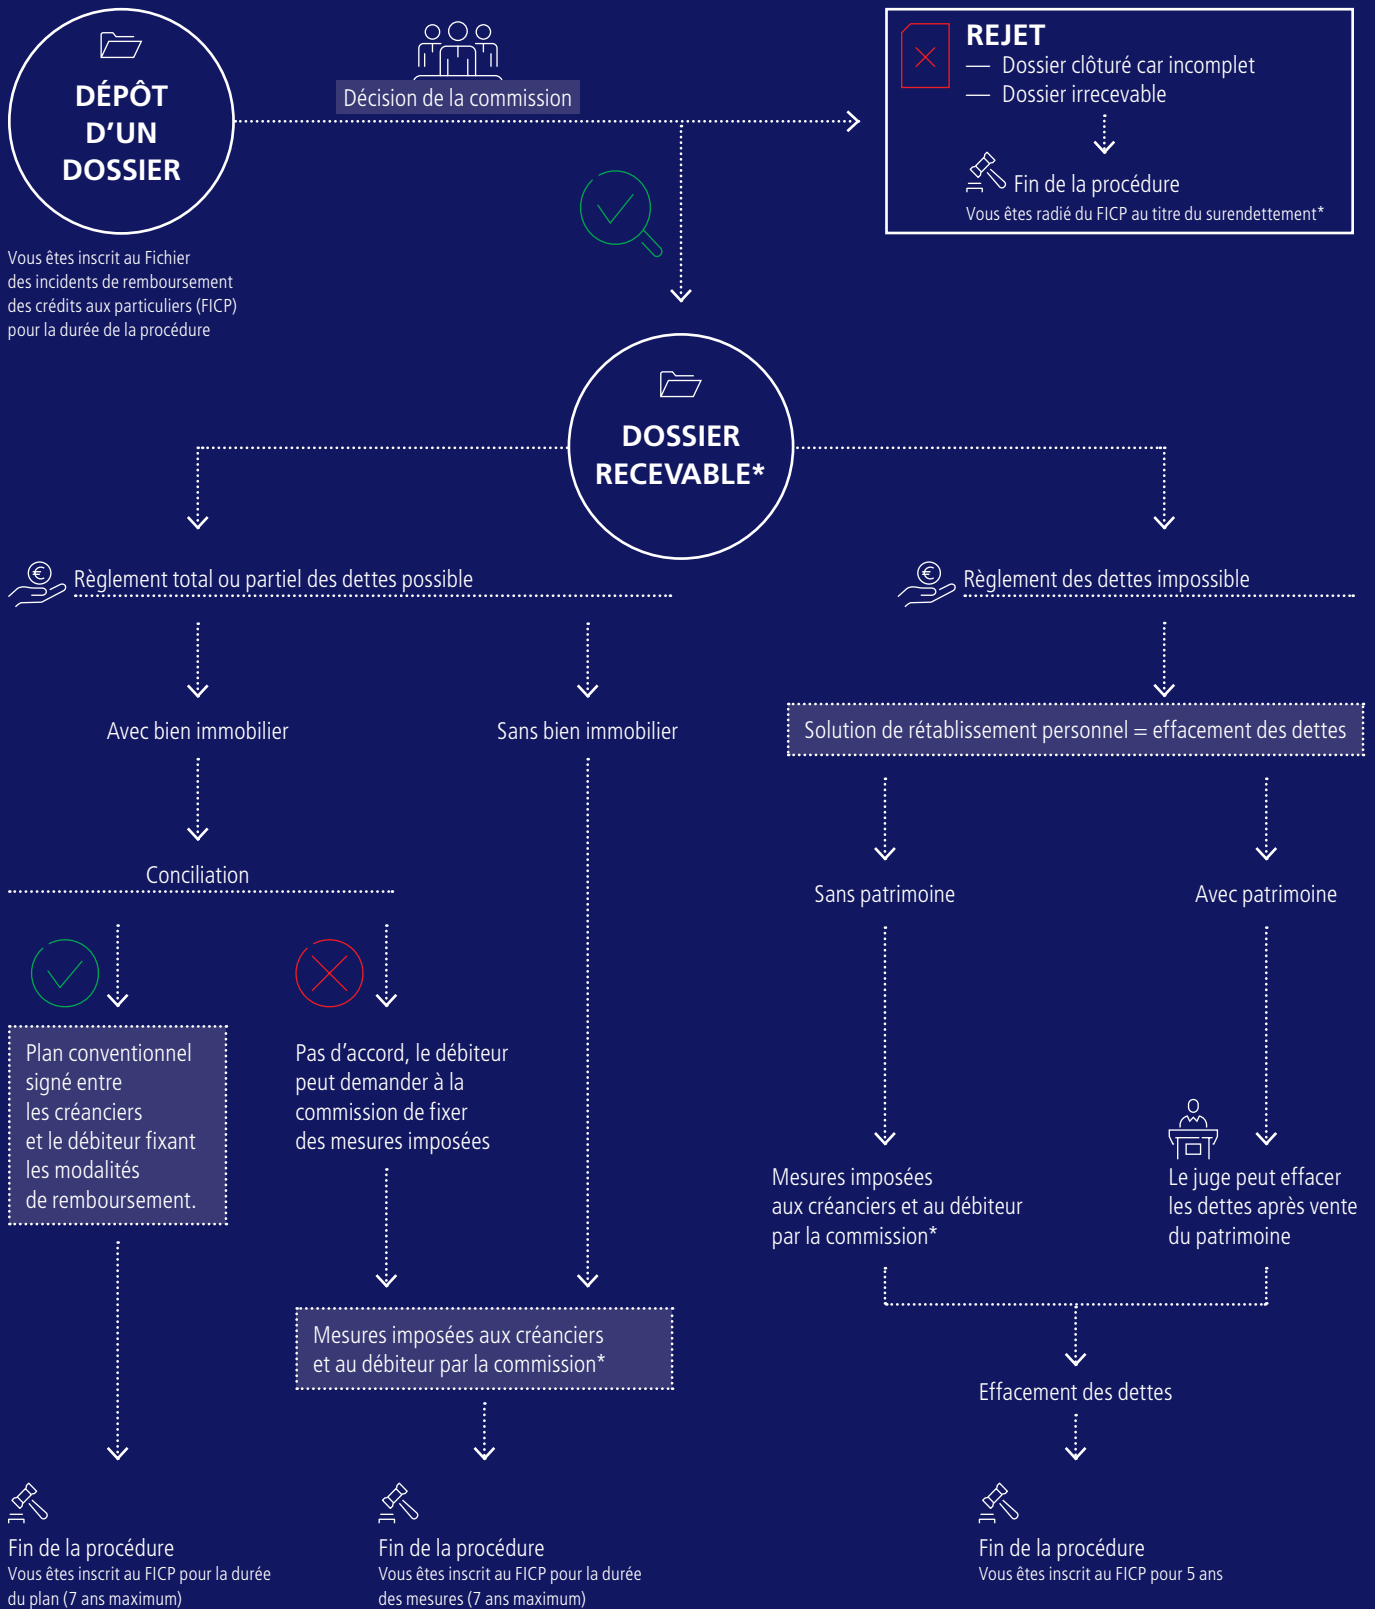 DÉPÔT
D’UN
DOSSIER
Vous êtes inscrit au Fichier
des incidents de remboursement
des crédits aux particuliers (FICP)
pour la durée de la procédure
Décision de la commission
REJET
— Dossier clôturé car incomplet
— Dossier irrecevable
Fin de la procédure
Vous êtes radié du FICP au titre du surendettement*
DOSSIER
RECEVABLE*
Règlement total ou partiel des dettes possible
Règlement des dettes impossible
Avec bien immobilier
Sans bien immobilier
Solution de rétablissement personnel = effacement des dettes
Conciliation
Sans patrimoine
Avec patrimoine
Plan conventionnel
signé entre
les créanciers
et le débiteur fixant
les modalités
de remboursement.
Pas d’accord, le débiteur
peut demander à la
commission de fixer
des mesures imposées
Mesures imposées
aux créanciers et au débiteur
par la commission*
Le juge peut effacer
les dettes après vente
du patrimoine
Mesures imposées aux créanciers
et au débiteur par la commission*
Effacement des dettes
Fin de la procédure
Vous êtes inscrit au FICP pour la durée
du plan (7 ans maximum)
Fin de la procédure
Vous êtes inscrit au FICP pour la durée
des mesures (7 ans maximum)
Fin de la procédure
Vous êtes inscrit au FICP pour 5 ans